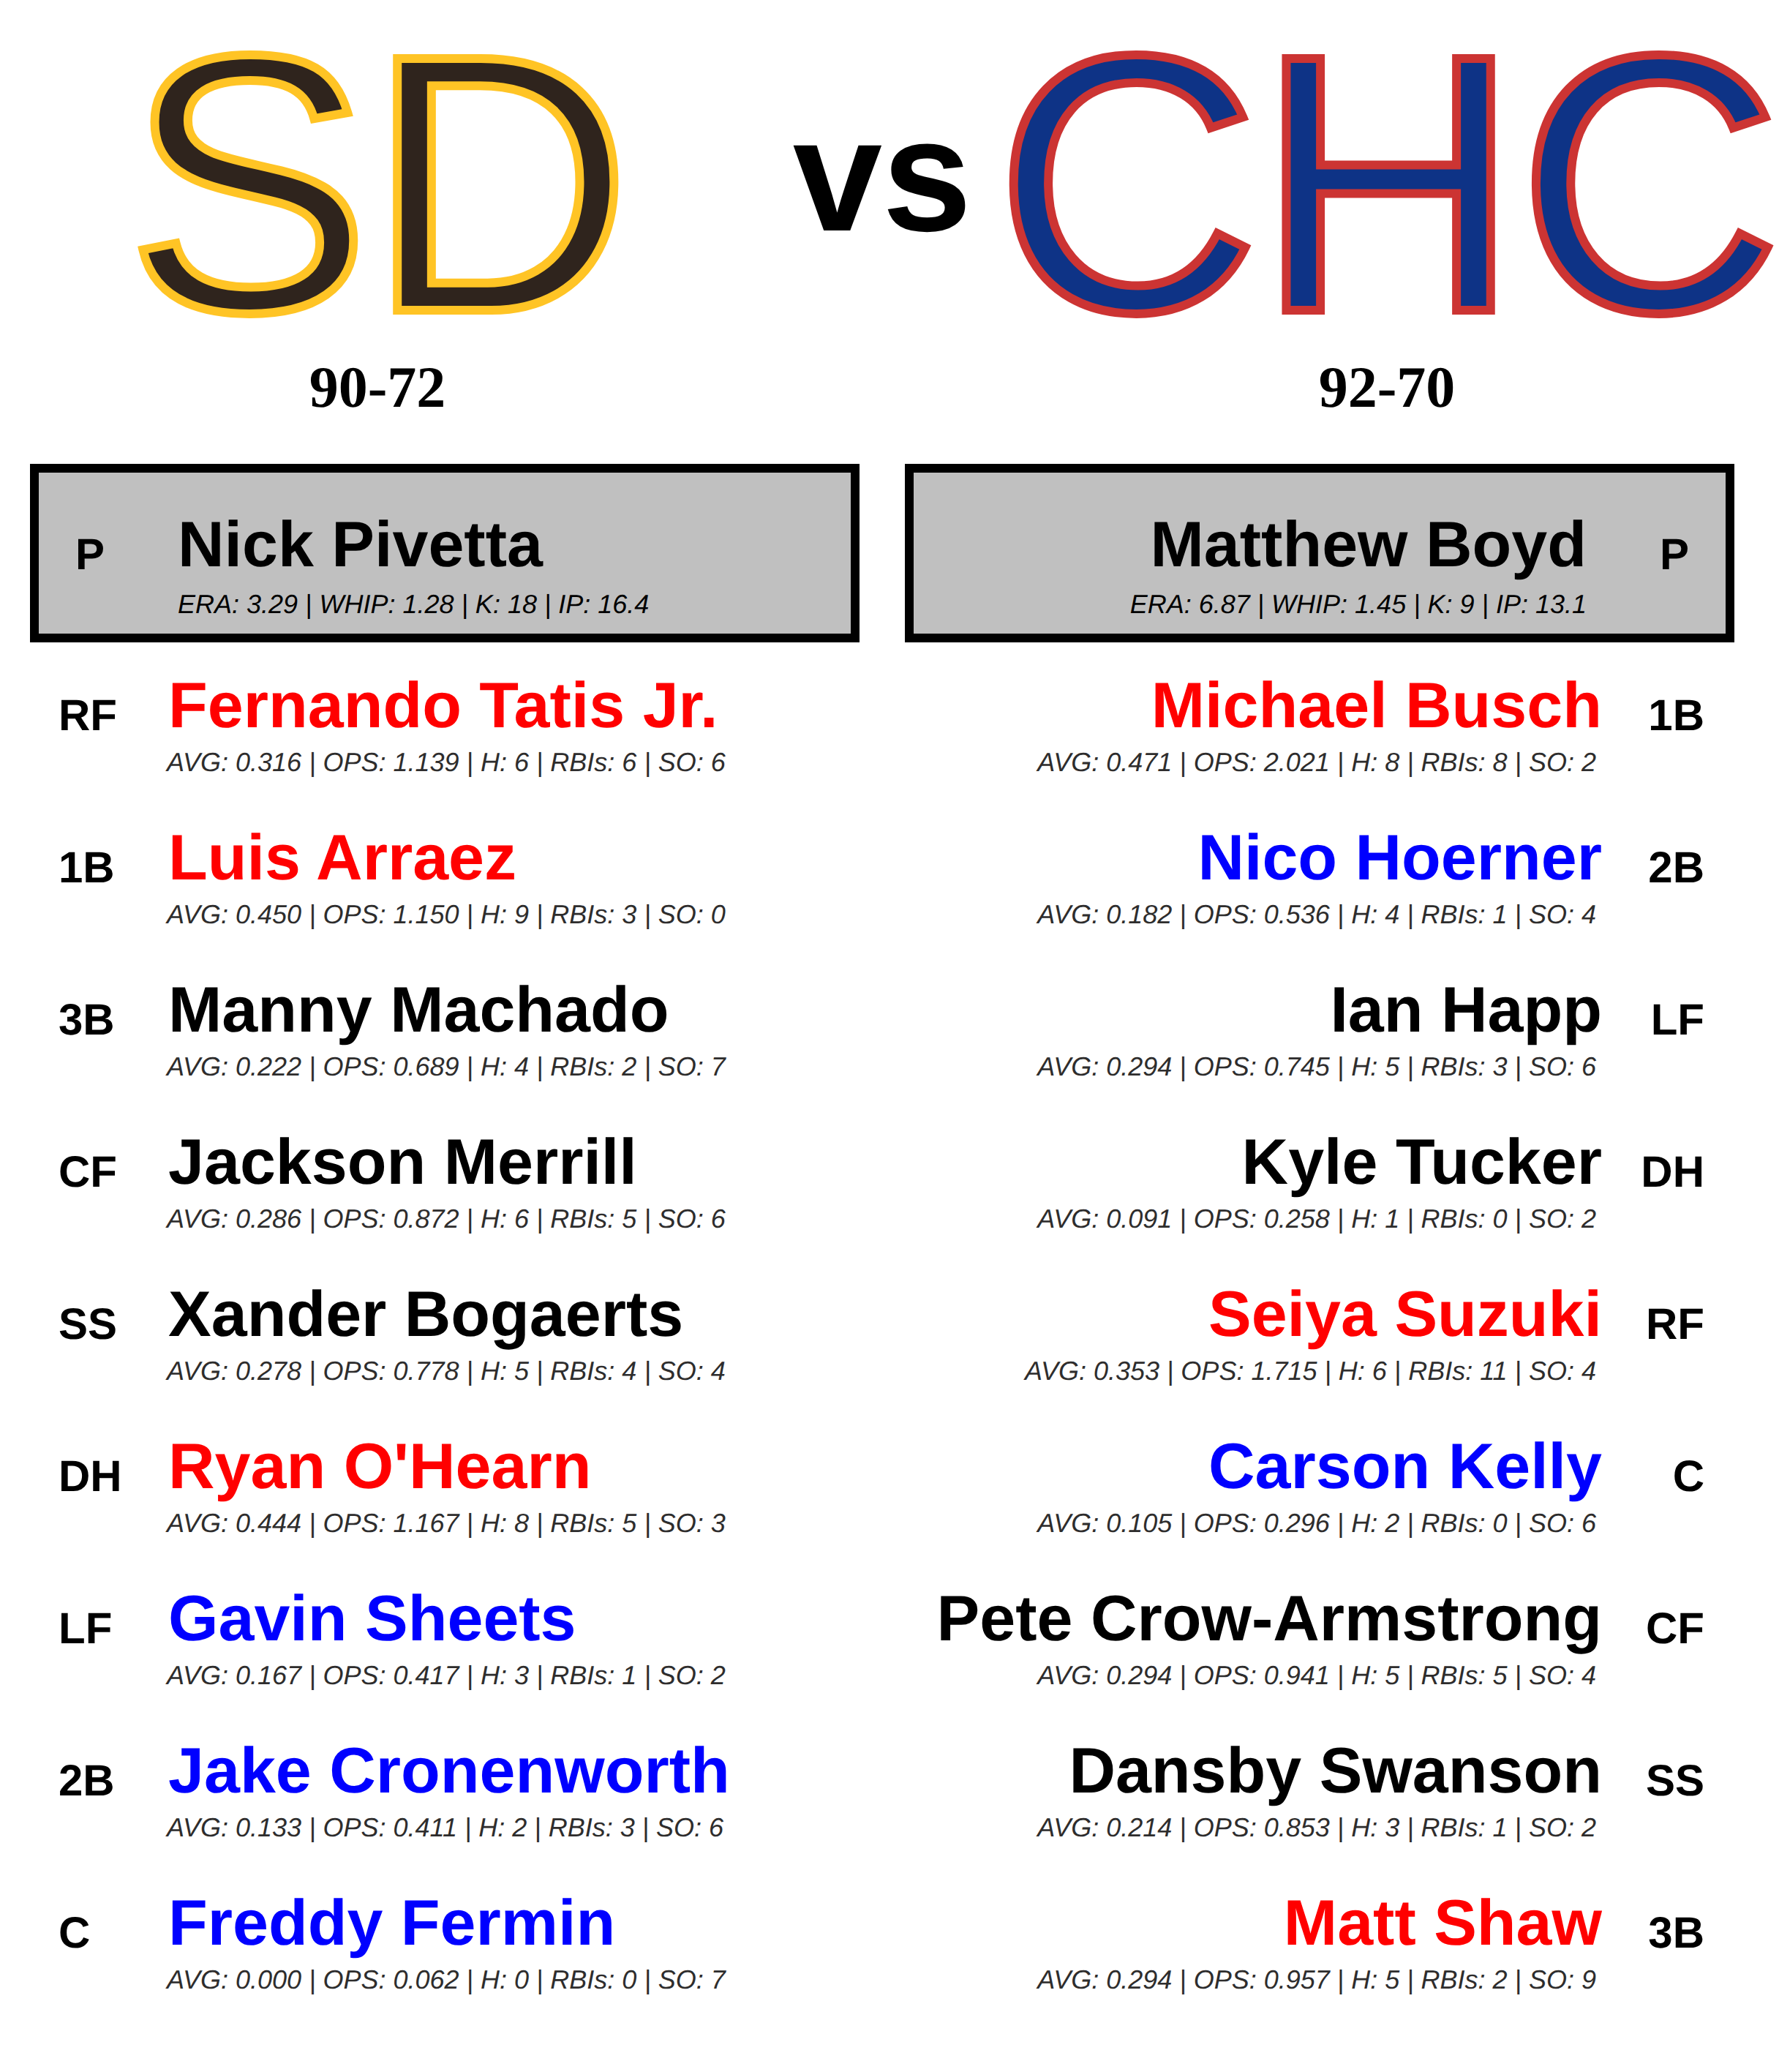 SD vs CHC
90-72 92-70
P Nick Pivetta
ERA: 3.29 | WHIP: 1.28 | K: 18 | IP: 16.4
Matthew Boyd P
ERA: 6.87 | WHIP: 1.45 | K: 9 | IP: 13.1
RF Fernando Tatis Jr.
AVG: 0.316 | OPS: 1.139 | H: 6 | RBIs: 6 | SO: 6
1B Luis Arraez
AVG: 0.450 | OPS: 1.150 | H: 9 | RBIs: 3 | SO: 0
3B Manny Machado
AVG: 0.222 | OPS: 0.689 | H: 4 | RBIs: 2 | SO: 7
CF Jackson Merrill
AVG: 0.286 | OPS: 0.872 | H: 6 | RBIs: 5 | SO: 6
SS Xander Bogaerts
AVG: 0.278 | OPS: 0.778 | H: 5 | RBIs: 4 | SO: 4
DH Ryan O'Hearn
AVG: 0.444 | OPS: 1.167 | H: 8 | RBIs: 5 | SO: 3
LF Gavin Sheets
AVG: 0.167 | OPS: 0.417 | H: 3 | RBIs: 1 | SO: 2
2B Jake Cronenworth
AVG: 0.133 | OPS: 0.411 | H: 2 | RBIs: 3 | SO: 6
C Freddy Fermin
AVG: 0.000 | OPS: 0.062 | H: 0 | RBIs: 0 | SO: 7
Michael Busch 1B
AVG: 0.471 | OPS: 2.021 | H: 8 | RBIs: 8 | SO: 2
Nico Hoerner 2B
AVG: 0.182 | OPS: 0.536 | H: 4 | RBIs: 1 | SO: 4
Ian Happ LF
AVG: 0.294 | OPS: 0.745 | H: 5 | RBIs: 3 | SO: 6
Kyle Tucker DH
AVG: 0.091 | OPS: 0.258 | H: 1 | RBIs: 0 | SO: 2
Seiya Suzuki RF
AVG: 0.353 | OPS: 1.715 | H: 6 | RBIs: 11 | SO: 4
Carson Kelly C
AVG: 0.105 | OPS: 0.296 | H: 2 | RBIs: 0 | SO: 6
Pete Crow-Armstrong CF
AVG: 0.294 | OPS: 0.941 | H: 5 | RBIs: 5 | SO: 4
Dansby Swanson SS
AVG: 0.214 | OPS: 0.853 | H: 3 | RBIs: 1 | SO: 2
Matt Shaw 3B
AVG: 0.294 | OPS: 0.957 | H: 5 | RBIs: 2 | SO: 9